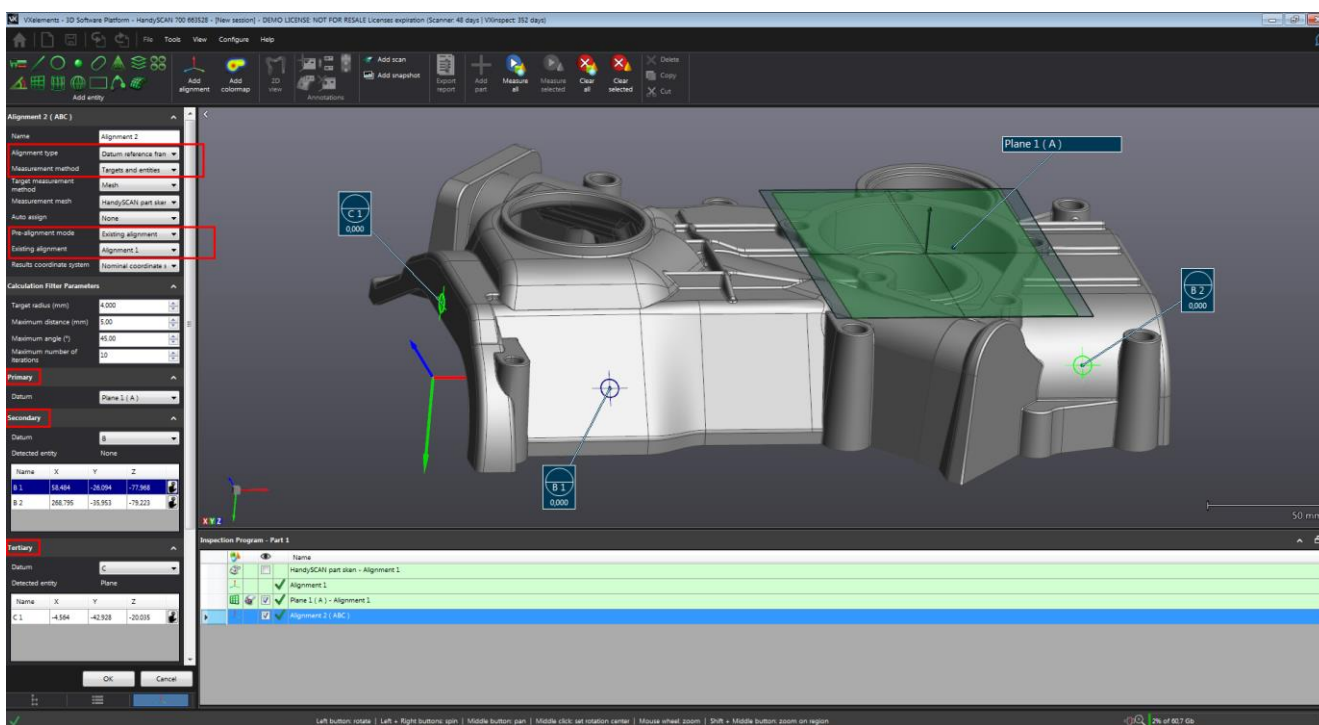 VXelements - 3D Software Platform - HandySCAN 700 663528 - [New session] - DEMO LICENSE: NOT FOR RESALE Licenses expiration (Scanner: 48 days | VXinspect: 352 days)
File Tools View Configure Help
Add entity
Add alignment
Add colormap
2D view
Annotations
Add scan
Add snapshot
Export report
Add part
Measure all
Measure selected
Clear all
Clear selected
Delete
Copy
Cut
Alignment 2 ( ABC )
Name Alignment 2
Alignment type Datum reference fran
Measurement method Targets and entities
Target measurement method Mesh
Measurement mesh HandySCAN part sker
Auto assign None
Pre-alignment mode Existing alignment
Existing alignment Alignment 1
Results coordinate system Nominal coordinate s
Calculation Filter Parameters
Target radius (mm) 4.000
Maximum distance (mm) 5.00
Maximum angle (°) 45.00
Maximum number of iterations 10
Primary
Datum Plane 1 ( A )
Secondary
Datum B
Detected entity None
Name X Y Z
B 1 58.484 -26.094 -77.968
B 2 268.795 -35.953 -79.223
Tertiary
Datum C
Detected entity Plane
Name X Y Z
C 1 -4.584 -42.928 -20.035
OK Cancel
Plane 1 ( A )
C 1
0,000
B 2
0,000
B 1
0,000
X Y Z
50 mm
Inspection Program - Part 1
Name
HandySCAN part sken - Alignment 1
Alignment 1
Plane 1 ( A ) - Alignment 1
Alignment 2 ( ABC )
Left button: rotate | Left + Right buttons: spin | Middle button: pan | Middle click: set rotation center | Mouse wheel: zoom | Shift + Middle button: zoom on region
2% of 60,7 Gb